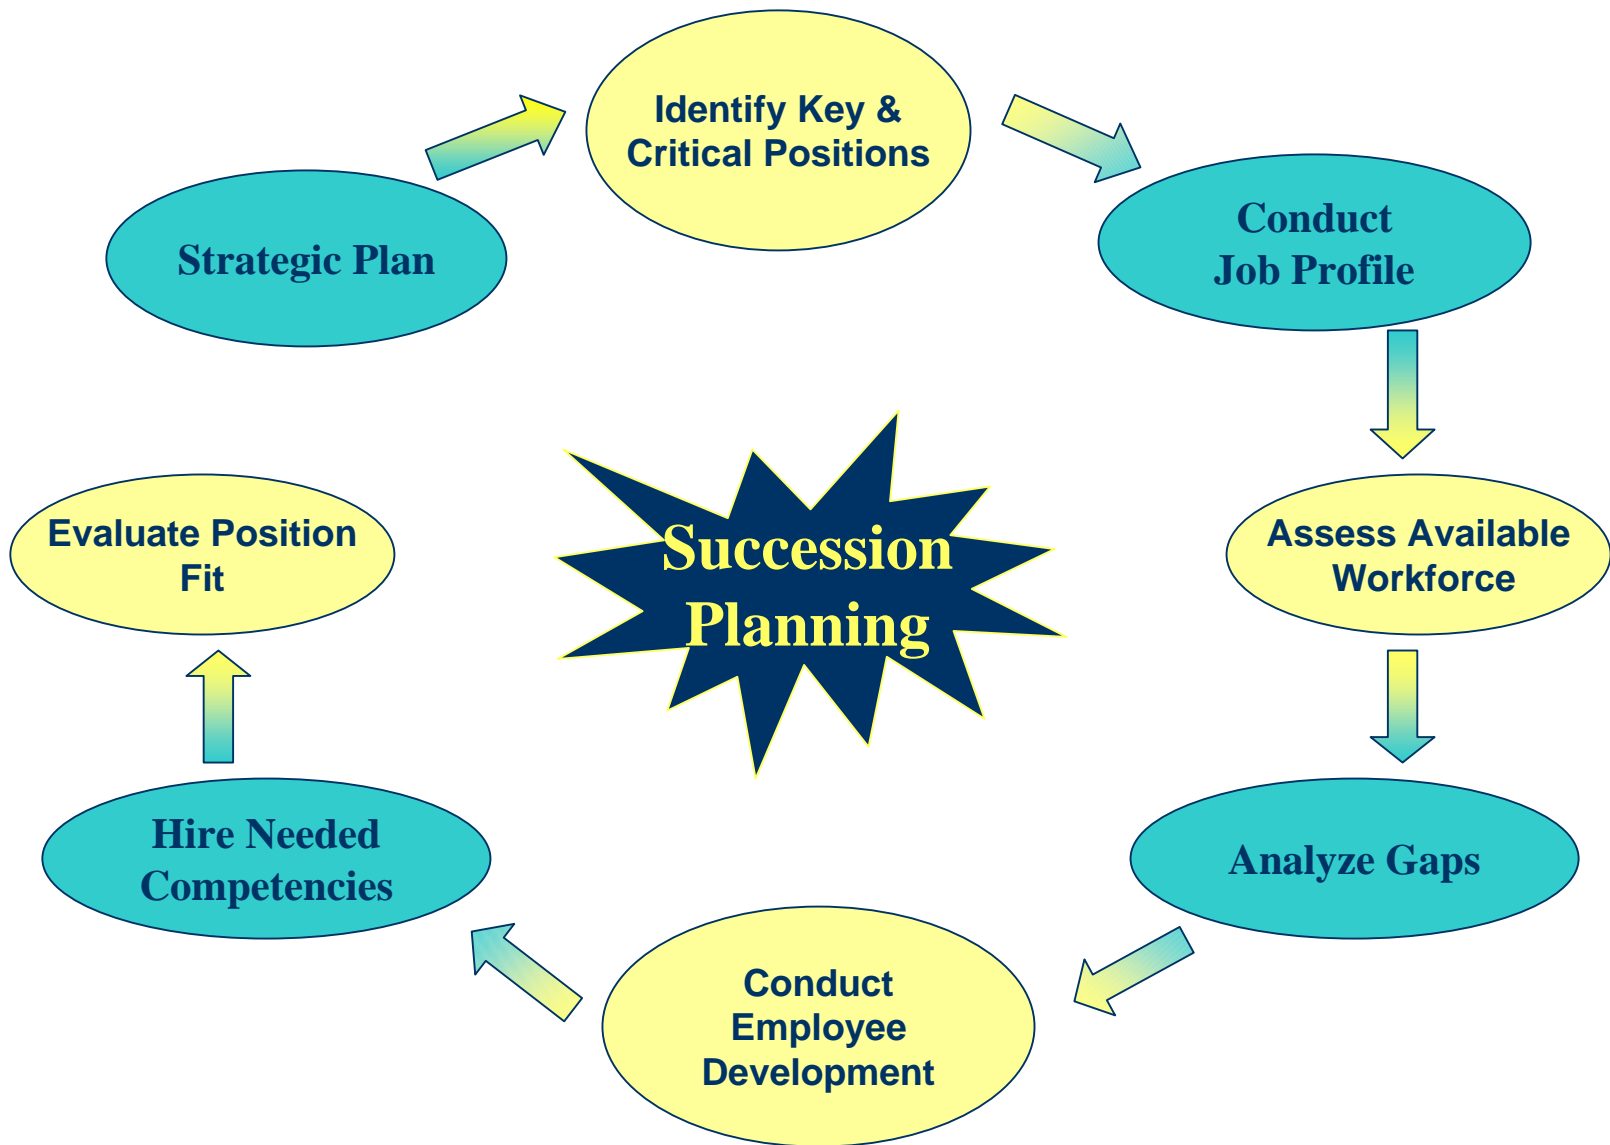 Identify Key &
Critical Positions
Strategic Plan
Conduct
Job Profile
Succession
Planning
Evaluate Position
Fit
Assess Available
Workforce
Hire Needed
Competencies
Analyze Gaps
Conduct
Employee
Development